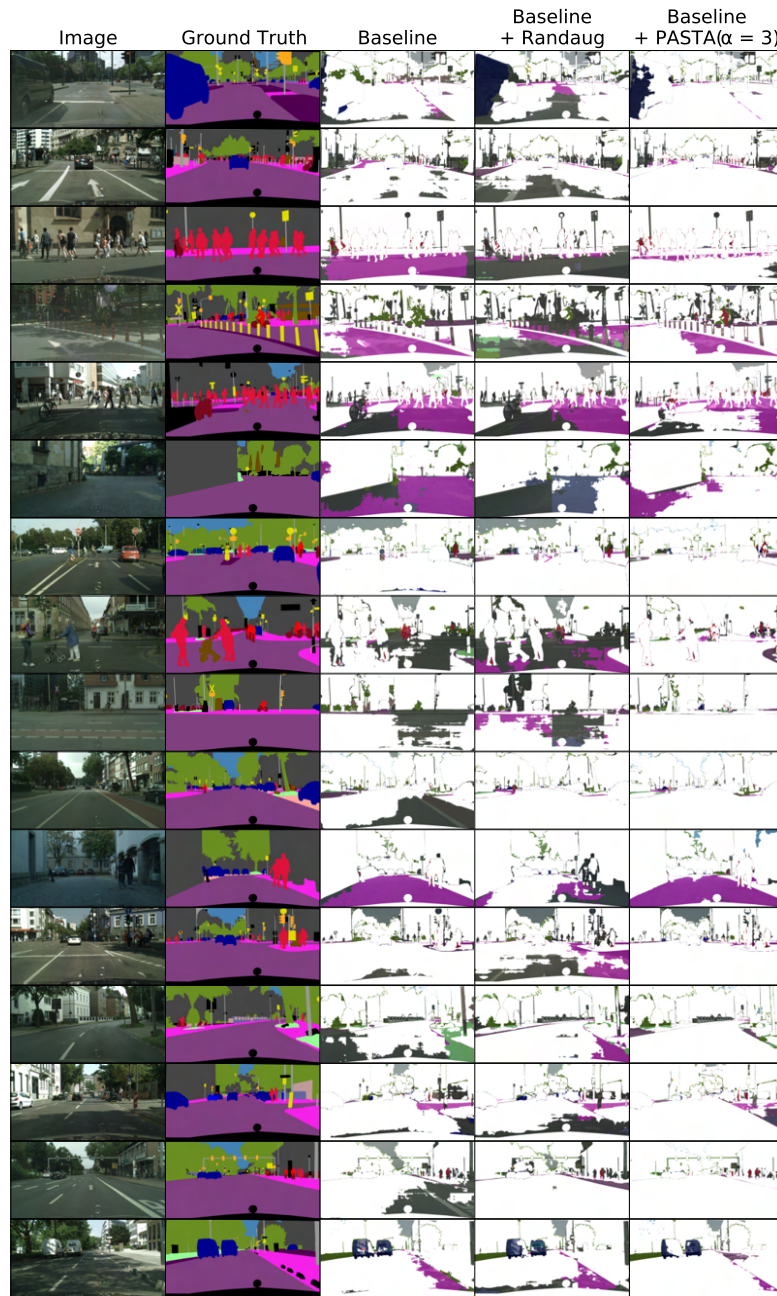 Image
Ground Truth
Baseline
Baseline
+ Randaug
Baseline
+ PASTA(α = 3)